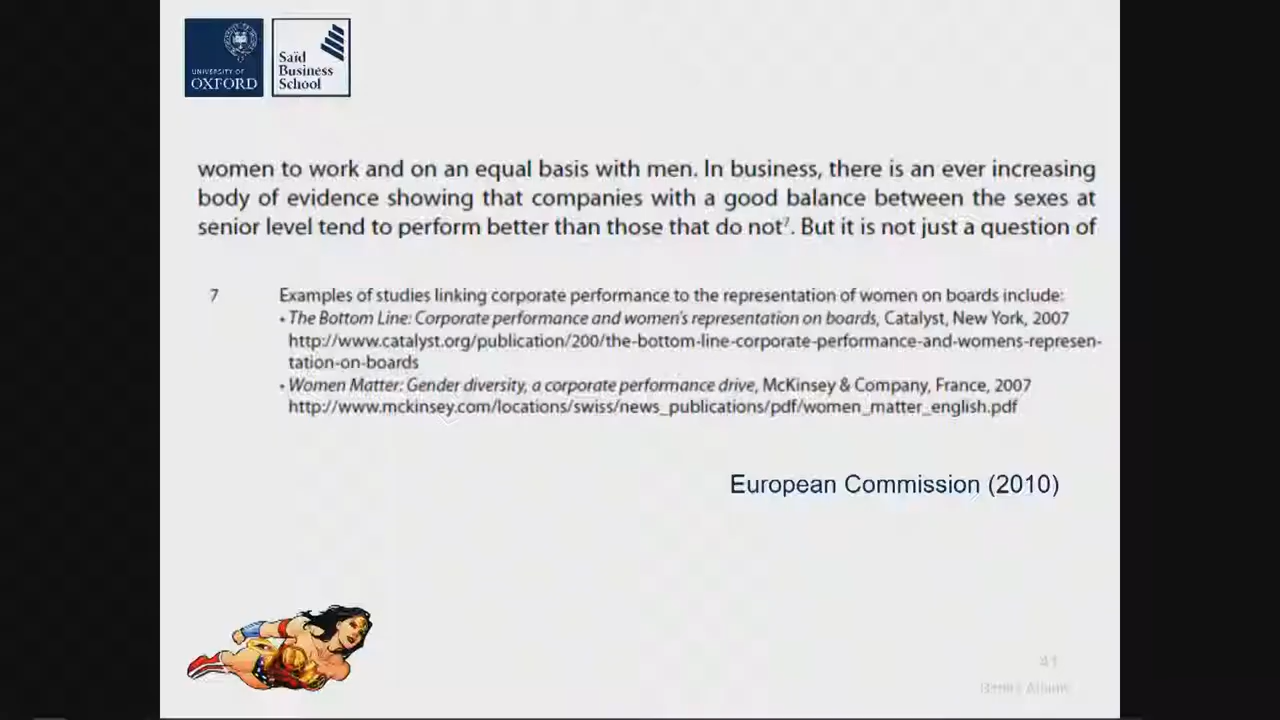 UNIVERSITY OF
OXFORD
Saïd
Business
School
women to work and on an equal basis with men. In business, there is an ever increasing
body of evidence showing that companies with a good balance between the sexes at
senior level tend to perform better than those that do not7. But it is not just a question of
7 Examples of studies linking corporate performance to the representation of women on boards include:
• The Bottom Line: Corporate performance and women's representation on boards, Catalyst, New York, 2007
http://www.catalyst.org/publication/200/the-bottom-line-corporate-performance-and-womens-represen-
tation-on-boards
• Women Matter: Gender diversity, a corporate performance drive, McKinsey & Company, France, 2007
http://www.mckinsey.com/locations/swiss/news_publications/pdf/women_matter_english.pdf
European Commission (2010)
41